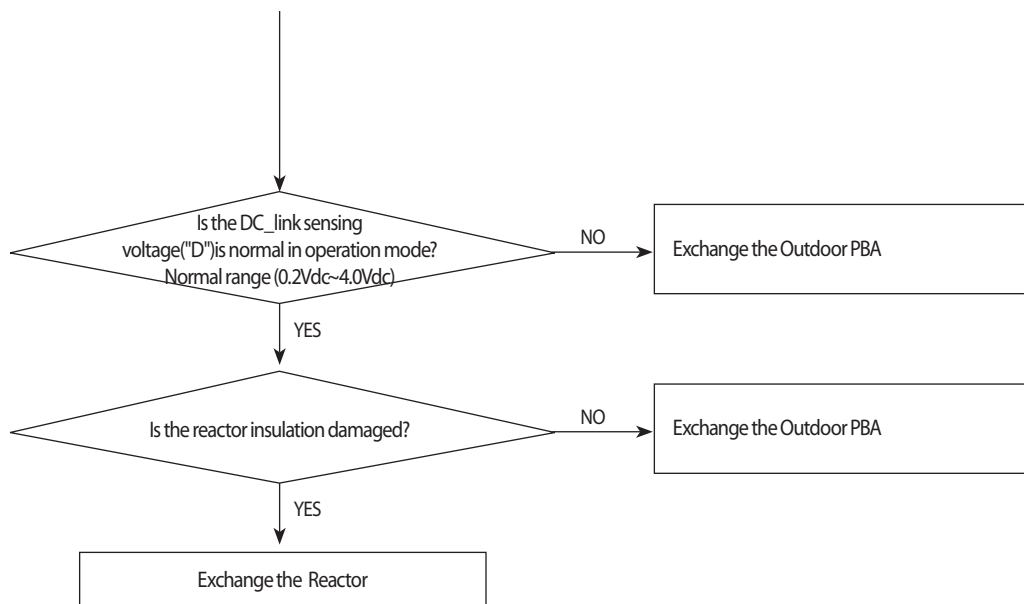 Is the DC_link sensing
voltage("D")is normal in operation mode?
Normal range (0.2Vdc~4.0Vdc)
NO
Exchange the Outdoor PBA
YES
Is the reactor insulation damaged?
NO
Exchange the Outdoor PBA
YES
Exchange the Reactor